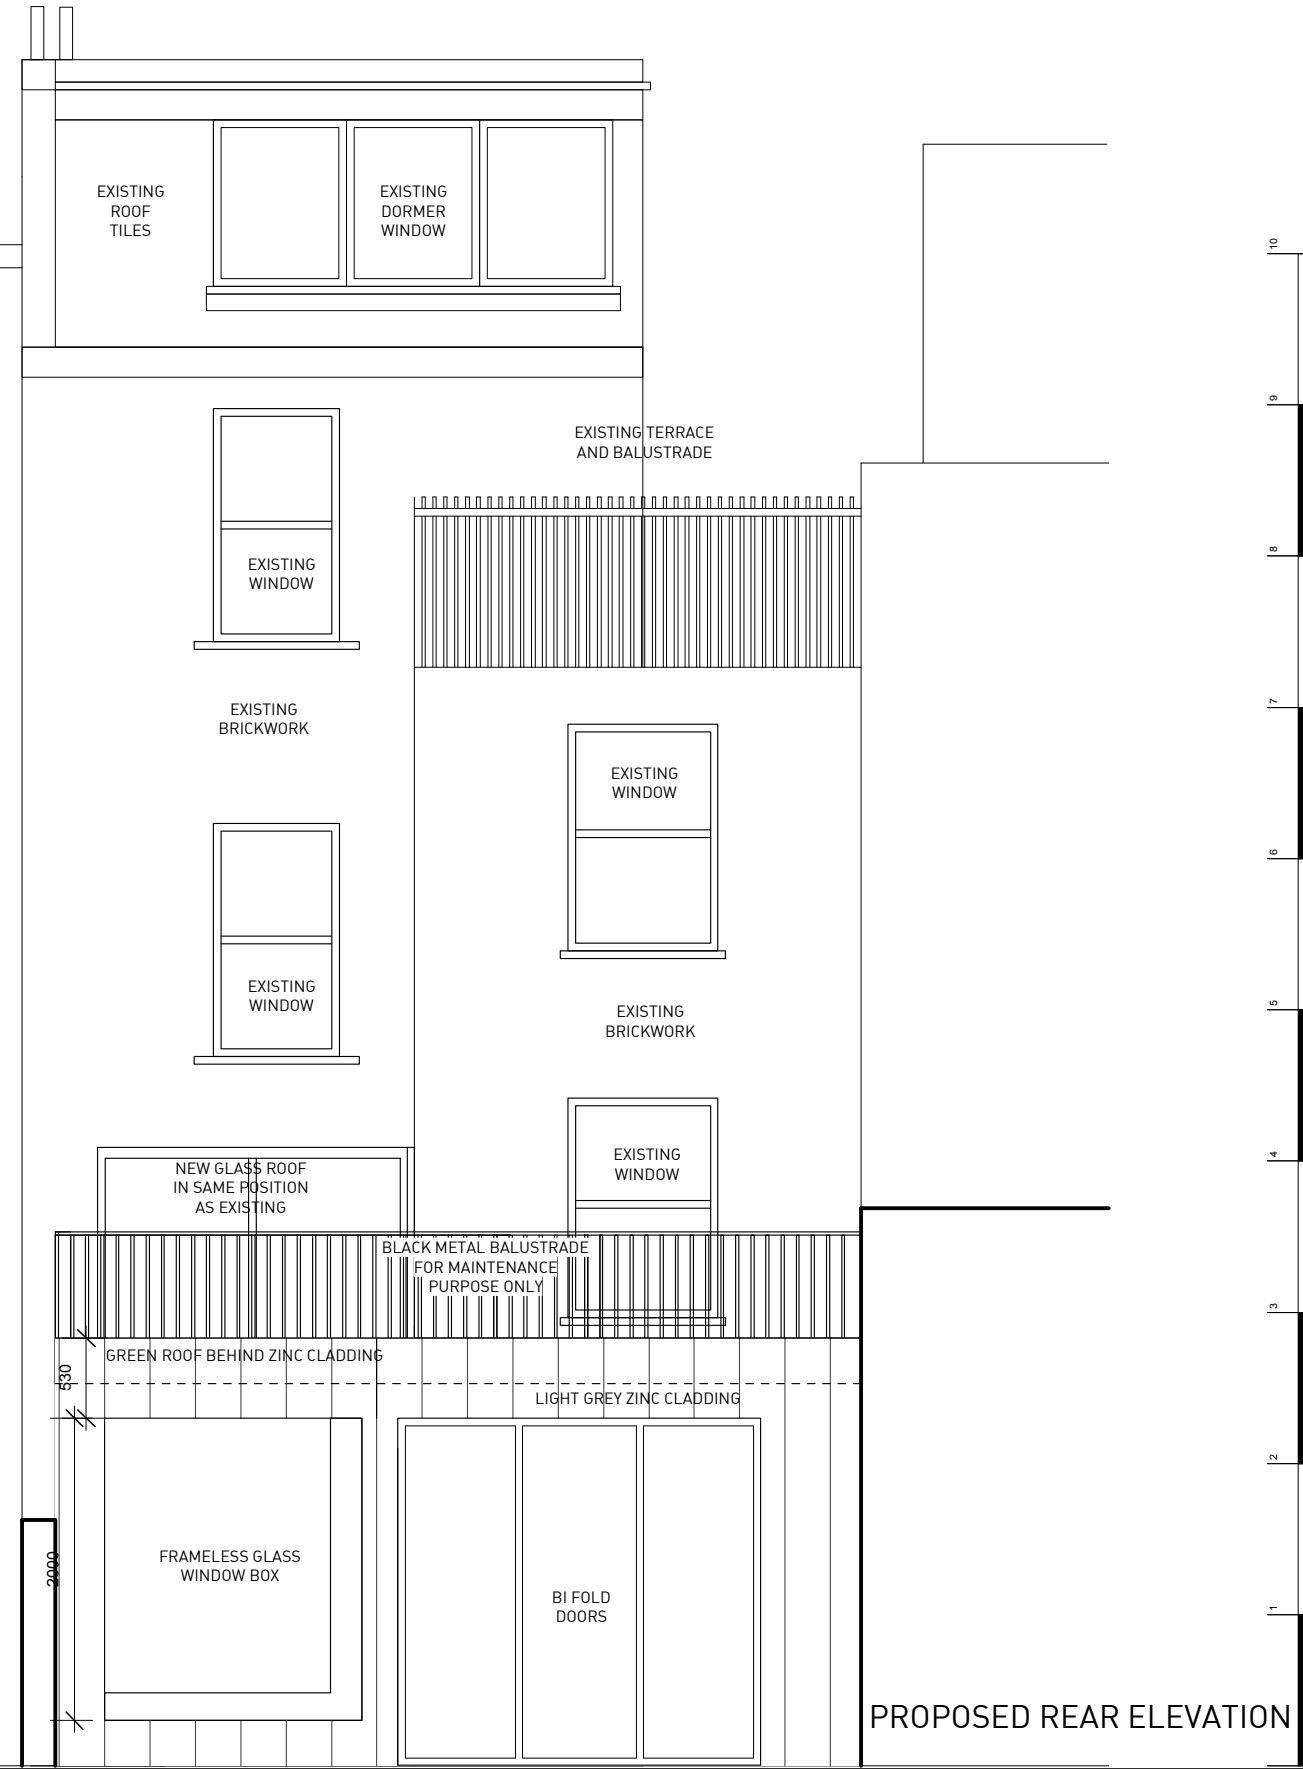 EXISTING
ROOF
TILES
EXISTING
DORMER
WINDOW
EXISTING TERRACE
AND BALUSTRADE
EXISTING
WINDOW
EXISTING
BRICKWORK
EXISTING
WINDOW
EXISTING
WINDOW
EXISTING
BRICKWORK
EXISTING
WINDOW
NEW GLASS ROOF
IN SAME POSITION
AS EXISTING
BLACK METAL BALUSTRADE
FOR MAINTENANCE
PURPOSE ONLY
GREEN ROOF BEHIND ZINC CLADDING
530
LIGHT GREY ZINC CLADDING
2000
FRAMELESS GLASS
WINDOW BOX
BI FOLD
DOORS
PROPOSED REAR ELEVATION
10
9
8
7
6
5
4
3
2
1